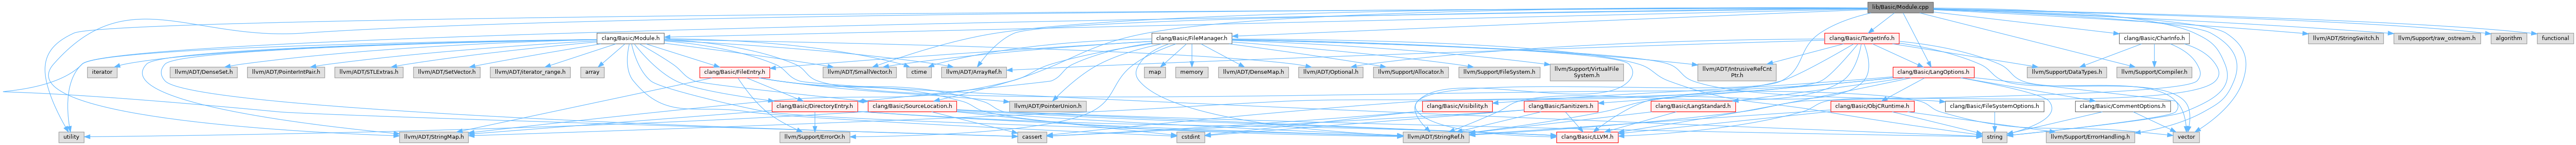 lib/Basic/Module.cpp
clang/Basic/Module.h
clang/Basic/FileManager.h
clang/Basic/TargetInfo.h
clang/Basic/CharInfo.h
llvm/ADT/StringSwitch.h
llvm/Support/raw_ostream.h
algorithm
functional
iterator
llvm/ADT/DenseSet.h
llvm/ADT/PointerIntPair.h
llvm/ADT/STLExtras.h
llvm/ADT/SetVector.h
llvm/ADT/iterator_range.h
array
clang/Basic/FileEntry.h
llvm/ADT/SmallVector.h
ctime
llvm/ADT/ArrayRef.h
map
memory
llvm/ADT/DenseMap.h
llvm/ADT/Optional.h
llvm/Support/Allocator.h
llvm/Support/FileSystem.h
llvm/Support/VirtualFile
System.h
llvm/ADT/IntrusiveRefCnt
Ptr.h
clang/Basic/LangOptions.h
llvm/Support/DataTypes.h
llvm/Support/Compiler.h
clang/Basic/DirectoryEntry.h
clang/Basic/SourceLocation.h
llvm/ADT/PointerUnion.h
clang/Basic/Visibility.h
clang/Basic/Sanitizers.h
clang/Basic/LangStandard.h
clang/Basic/ObjCRuntime.h
clang/Basic/FileSystemOptions.h
clang/Basic/CommentOptions.h
utility
llvm/ADT/StringMap.h
llvm/Support/ErrorOr.h
cassert
cstdint
llvm/ADT/StringRef.h
clang/Basic/LLVM.h
string
llvm/Support/ErrorHandling.h
vector